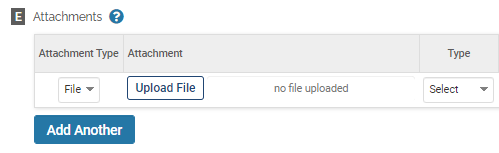 E Attachments ?
Attachment Type Attachment Type
File Upload File no file uploaded Select
Add Another